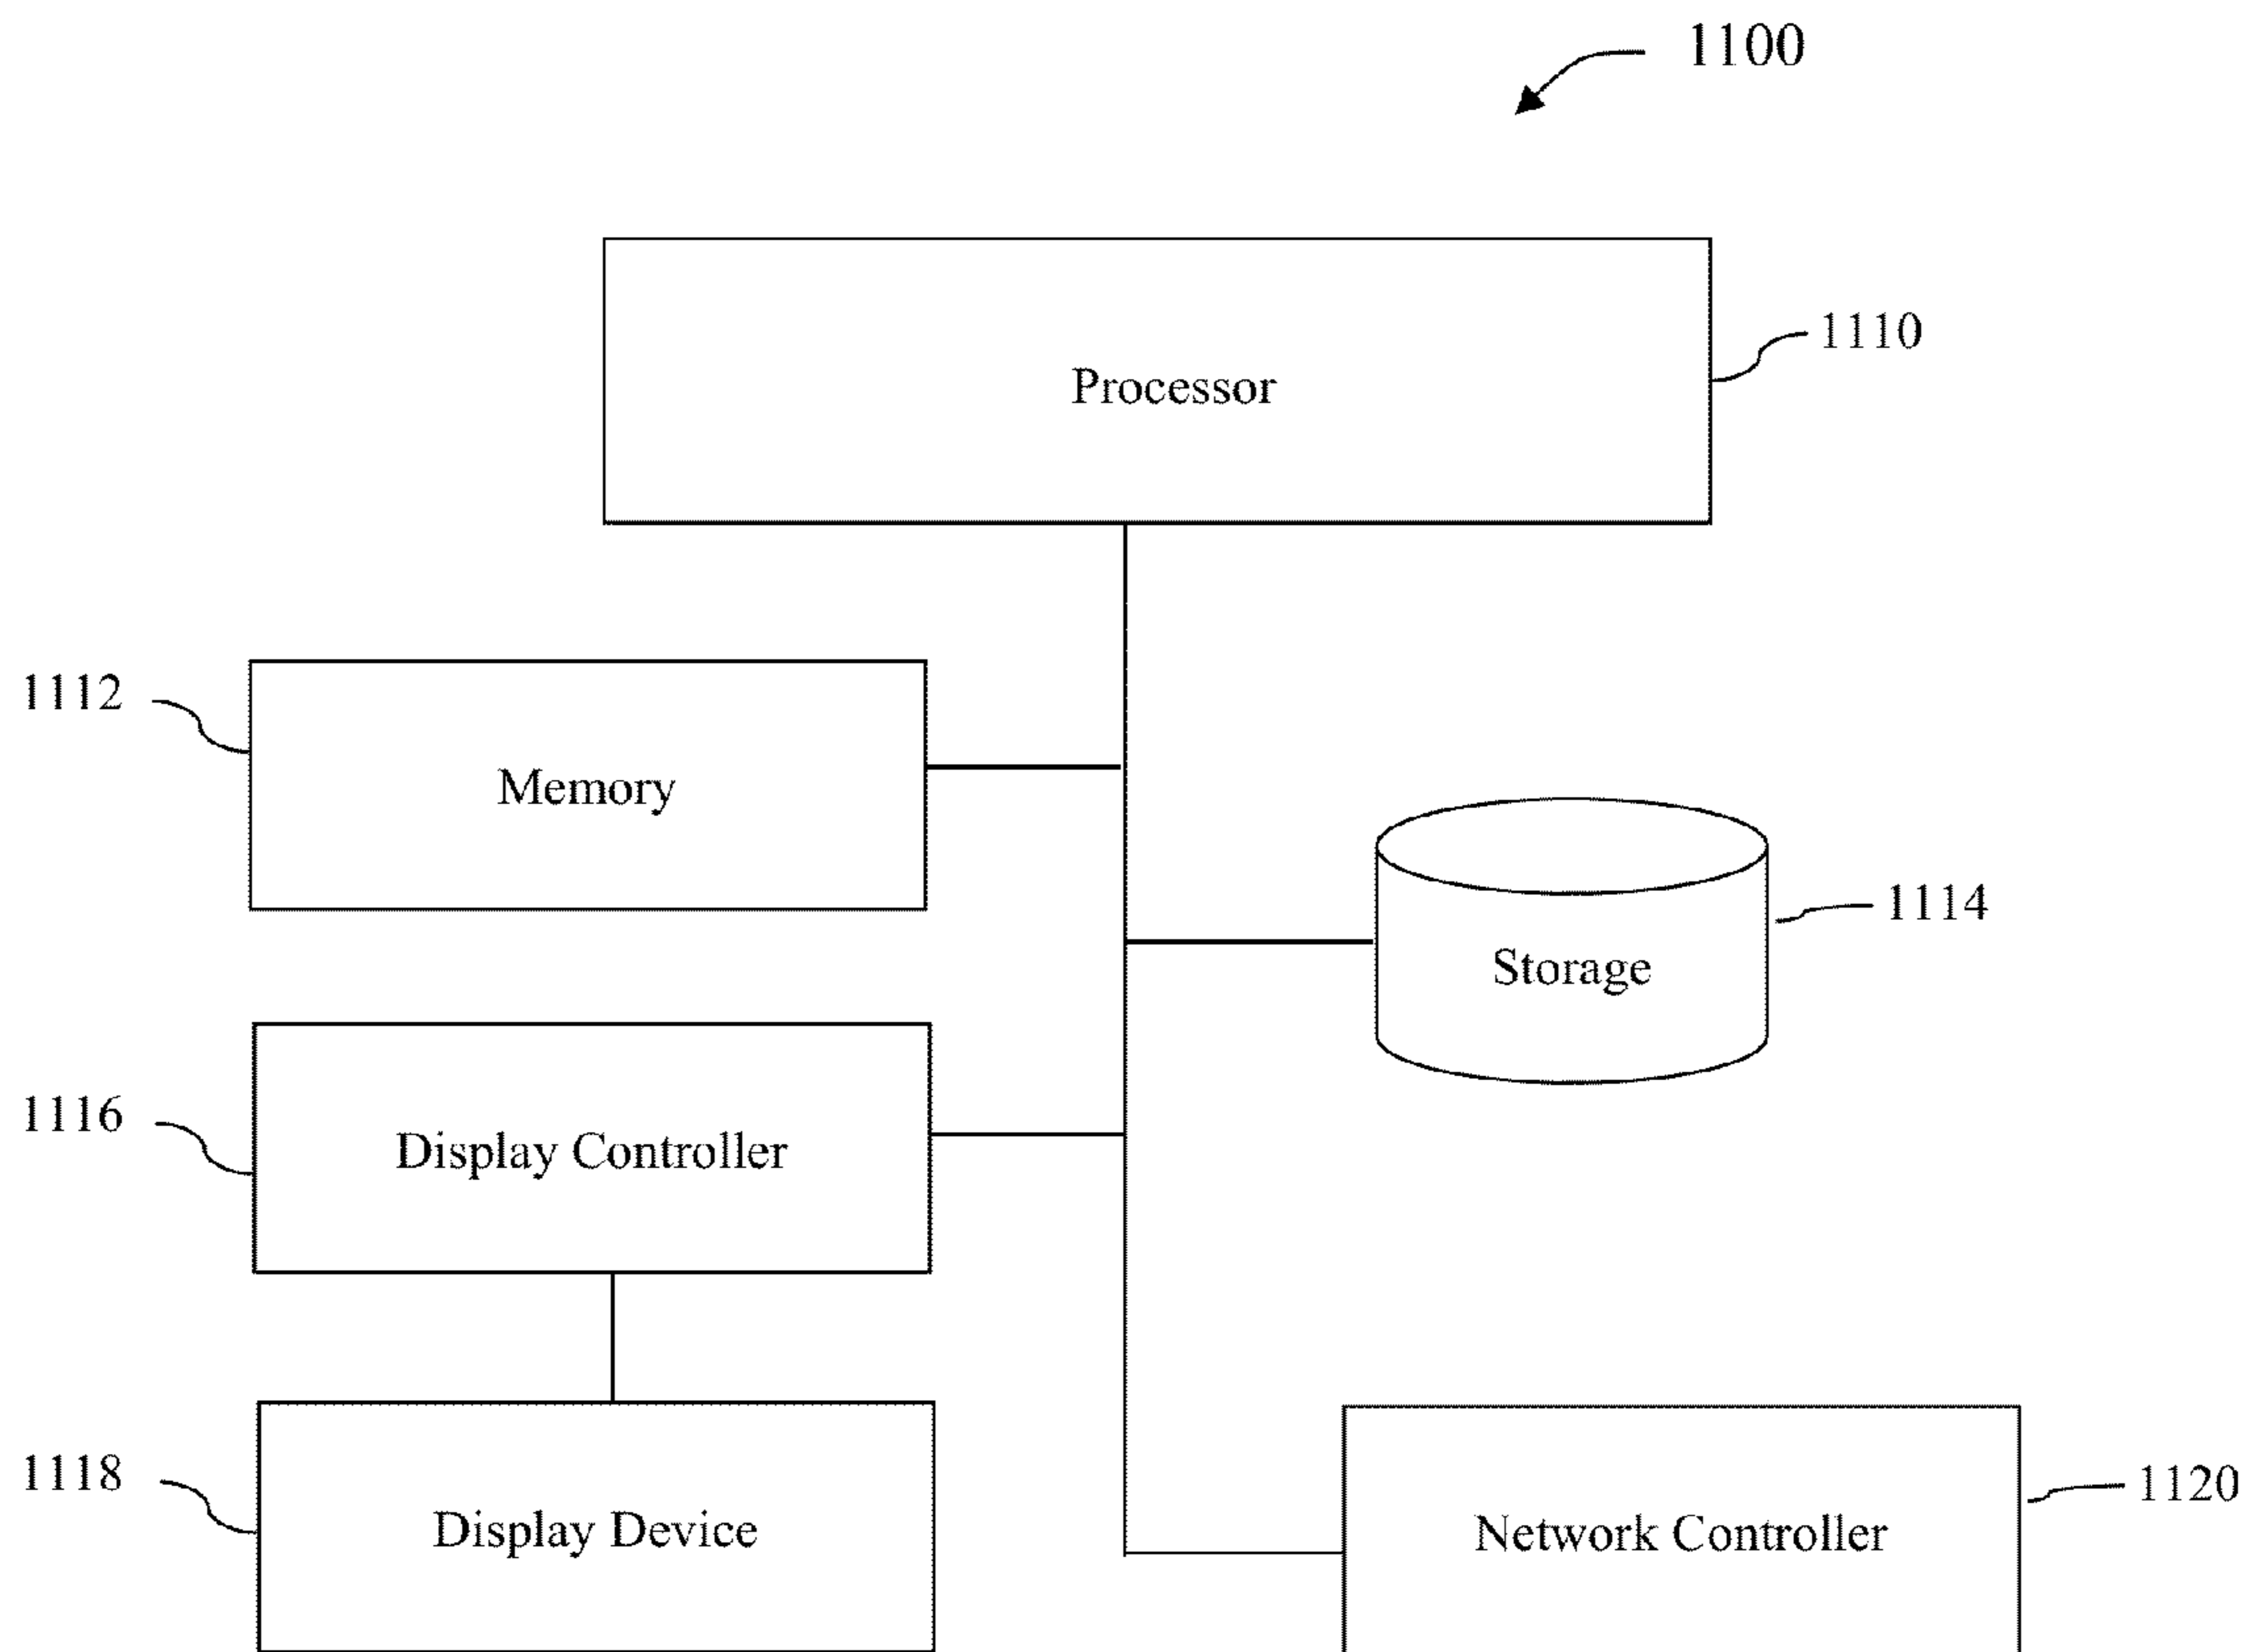 1100
Processor
1110
1112
Memory
1114
Storage
1116
Display Controller
1118
Display Device
1120
Network Controller